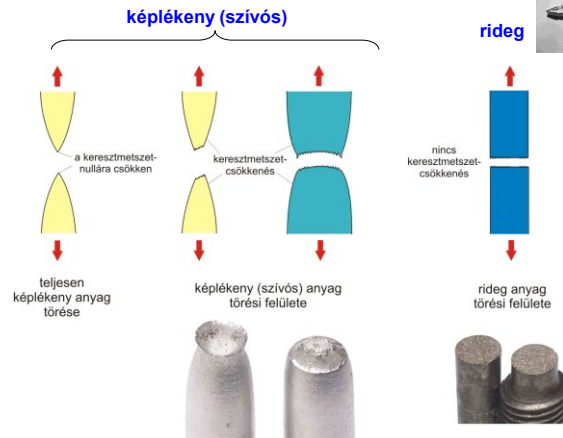 képlékeny (szívós)
rideg
a keresztmetszet-
nullára csökken
keresztmetszet-
csökkenés
nincs
keresztmetszet-
csökkenés
teljesen
képlékeny anyag
törése
képlékeny (szívós) anyag
törési felülete
rideg anyag
törési felülete